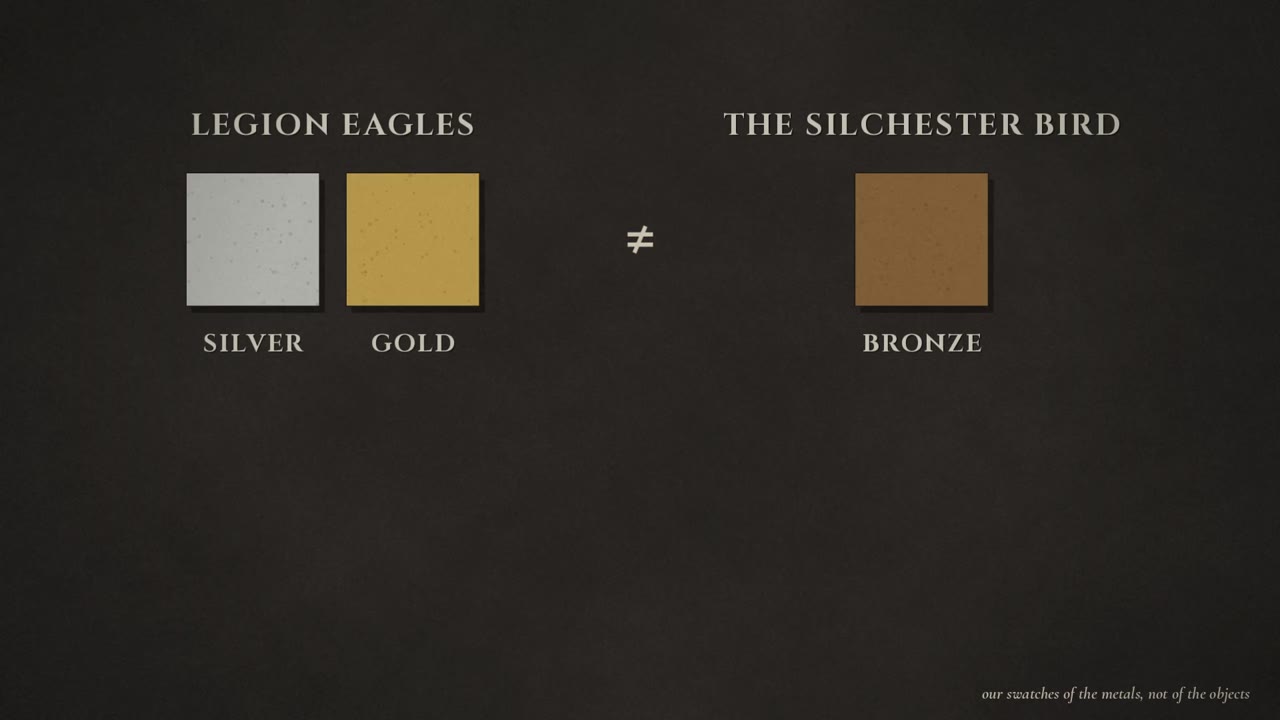 LEGION EAGLES
THE SILCHESTER BIRD
≠
SILVER
GOLD
BRONZE
our swatches of the metals, not of the objects